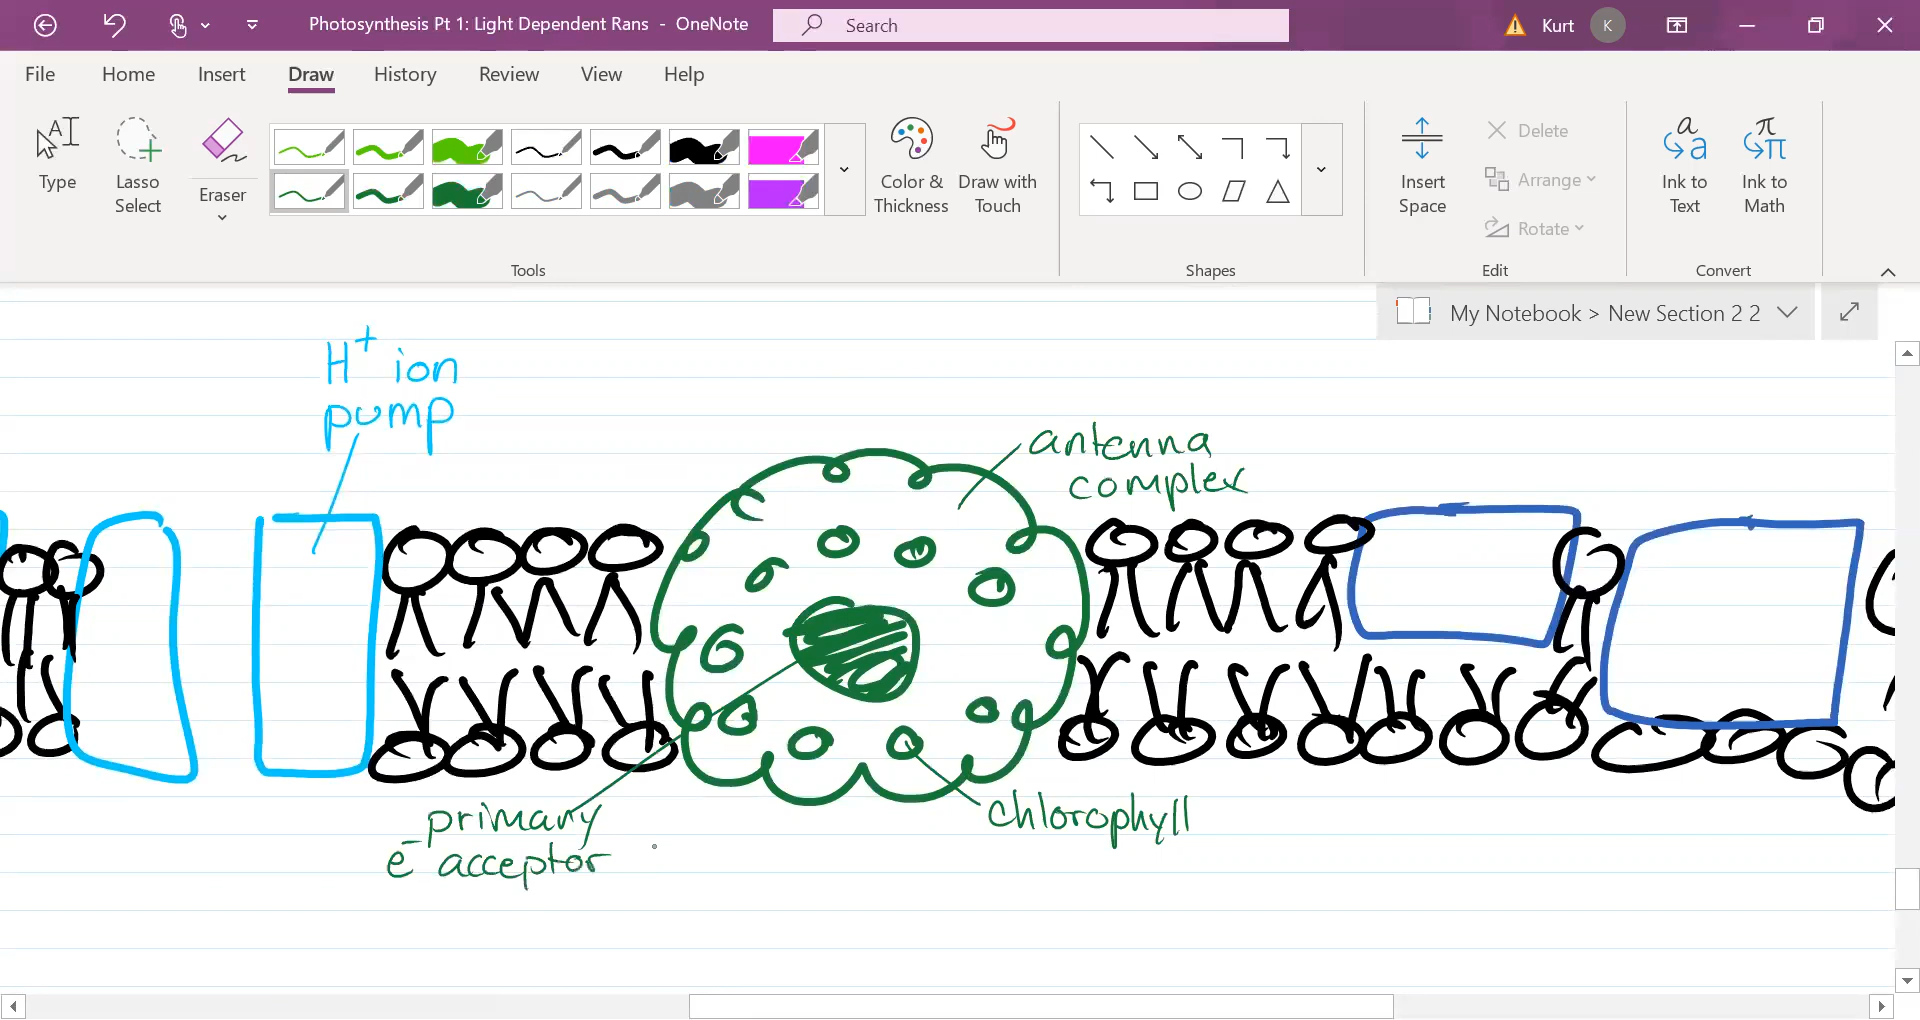 Photosynthesis Pt 1: Light Dependent Rxns - OneNote
Search
Kurt
K
File
Home
Insert
Draw
History
Review
View
Help
Type
Lasso
Select
Eraser
Color &
Thickness
Draw with
Touch
Insert
Space
Delete
Arrange
Rotate
Ink to
Text
Ink to
Math
Tools
Shapes
Edit
Convert
My Notebook > New Section 2 2
H+ ion
pump
antenna
complex
primary
e- acceptor
chlorophyll